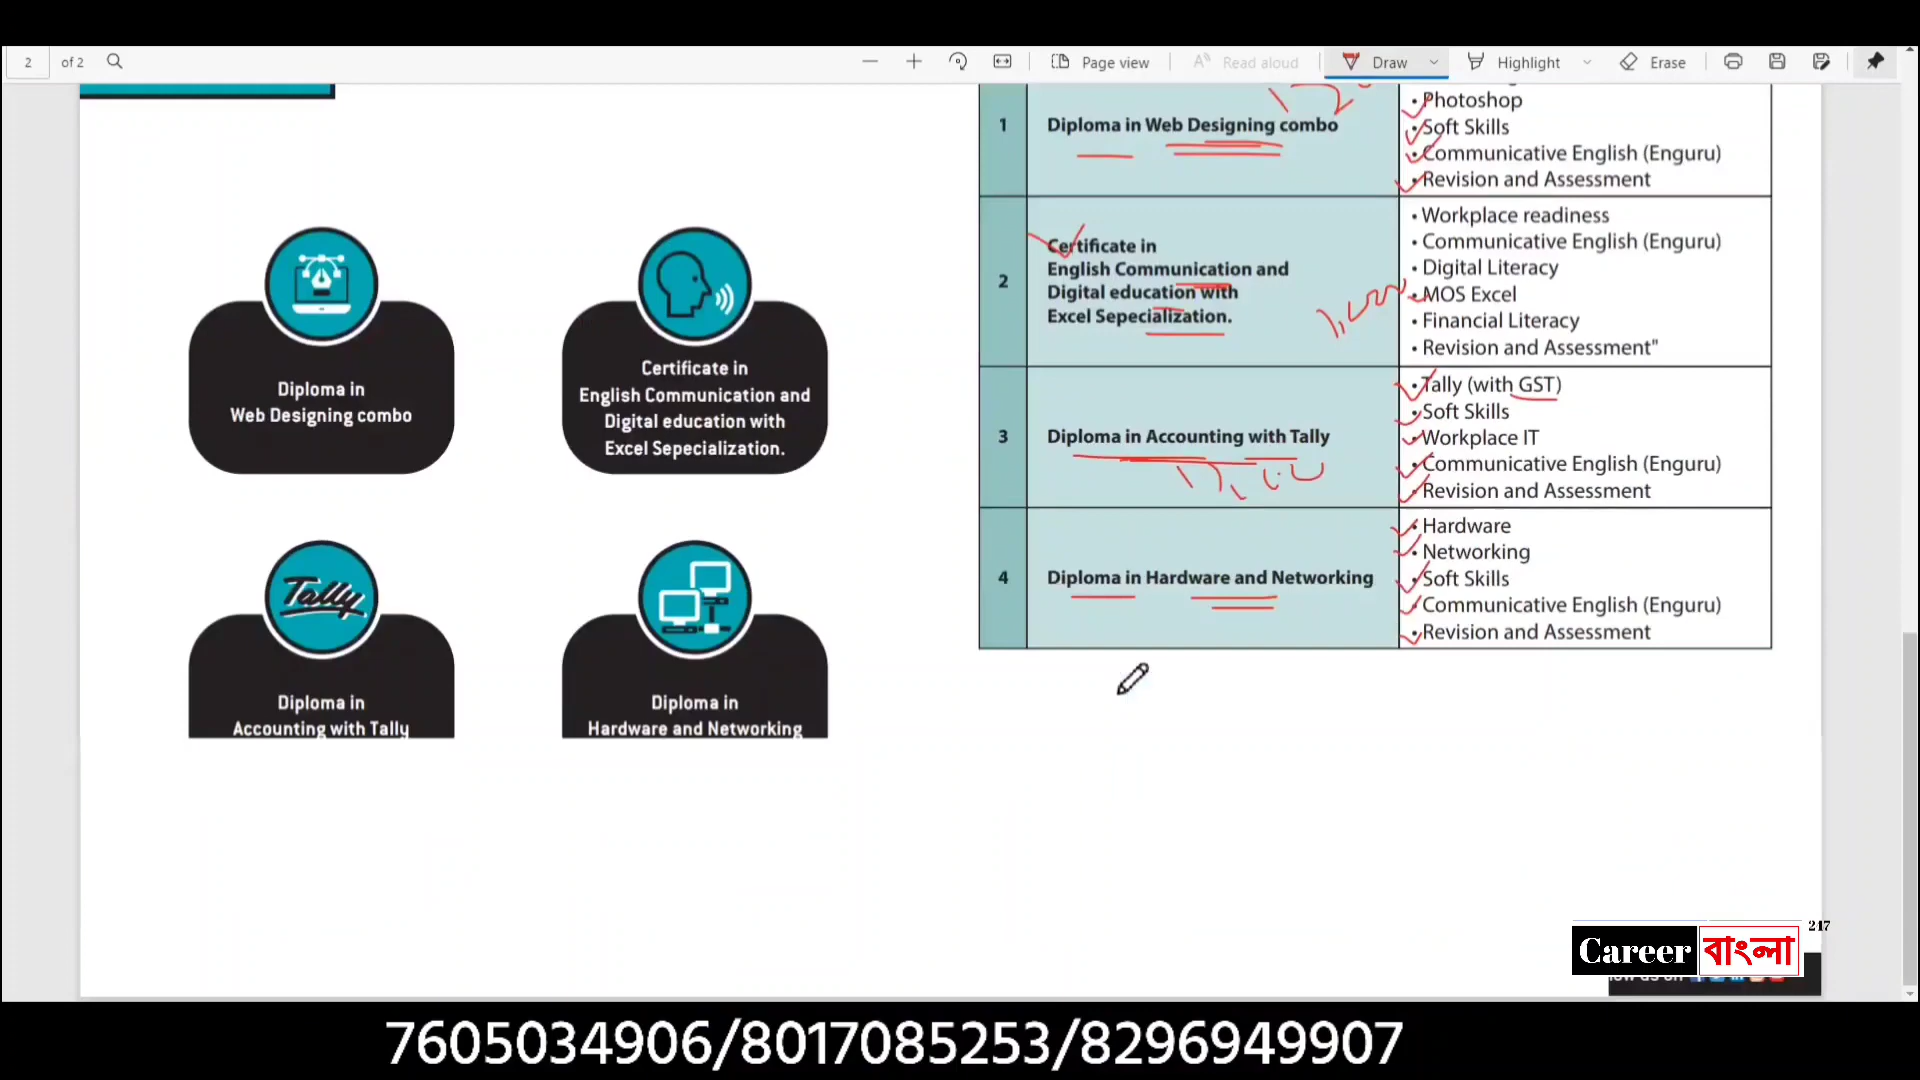 2 of 2
Page view
Read aloud
Draw
Highlight
Erase
Diploma in
Web Designing combo
Certificate in
English Communication and
Digital education with
Excel Sepecialization.
Tally
Diploma in
Accounting with Tally
Diploma in
Hardware and Networking
1
Diploma in Web Designing combo
• Photoshop
• Soft Skills
• Communicative English (Enguru)
• Revision and Assessment
2
Certificate in
English Communication and
Digital education with
Excel Sepecialization.
• Workplace readiness
• Communicative English (Enguru)
• Digital Literacy
• MOS Excel
• Financial Literacy
• Revision and Assessment"
3
Diploma in Accounting with Tally
• Tally (with GST)
• Soft Skills
• Workplace IT
• Communicative English (Enguru)
• Revision and Assessment
4
Diploma in Hardware and Networking
• Hardware
• Networking
• Soft Skills
• Communicative English (Enguru)
• Revision and Assessment
Career বাংলা 247
7605034906/8017085253/8296949907